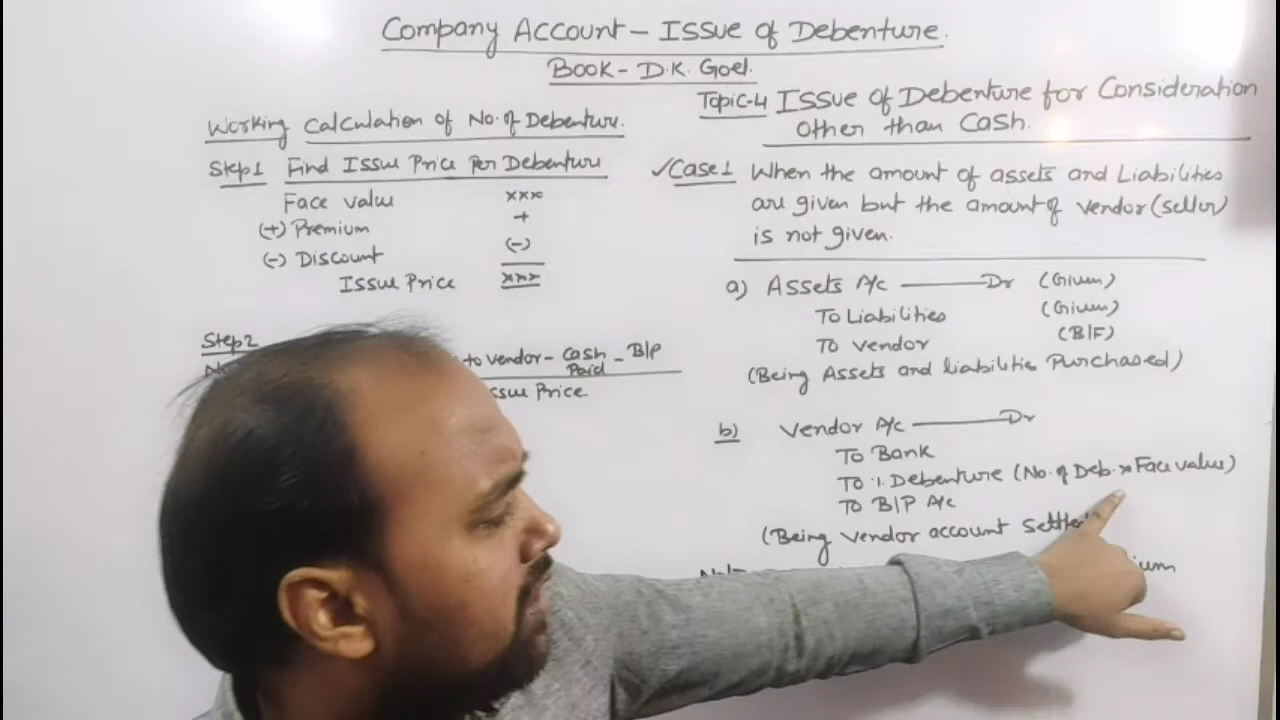 Company Account - Issue of Debenture.
Book - D.K. Goel.
Working Calculation of No. of Debenture.
Step1 Find Issue Price Per Debenture
Face value xxx
(+) Premium +
(-) Discount (-)
Issue Price xxx
Step2
to vendor - Cash Paid - B/P
Issue Price
Topic-4 Issue of Debenture for Consideration
Other than Cash.
✓Case1 When the amount of assets and Liabilities
are given but the amount of vendor (seller)
is not given.
a) Assets A/c ——— Dr (Given)
To Liabilities (Given)
To vendor (B/F)
(Being Assets and liabilities Purchased)
b) Vendor A/c ——— Dr
To Bank
To %. Debenture (No. of Deb. x Face value)
To B/P A/c
(Being vendor account